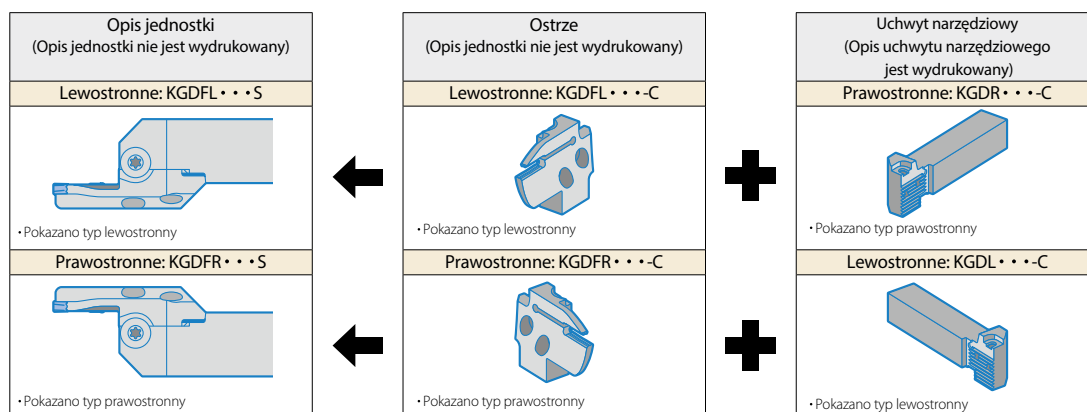 Opis jednostki
(Opis jednostki nie jest wydrukowany)
Lewostronne: KGDFL・・・S
・Pokazano typ lewostronny
Prawostronne: KGDFR・・・S
・Pokazano typ prawostronny
Ostrze
(Opis jednostki nie jest wydrukowany)
Lewostronne: KGDFL・・・-C
・Pokazano typ lewostronny
Prawostronne: KGDFR・・・-C
・Pokazano typ prawostronny
Uchwyt narzędziowy
(Opis uchwytu narzędziowego
jest wydrukowany)
Prawostronne: KGDR・・・-C
・Pokazano typ prawostronny
Lewostronne: KGDL・・・-C
・Pokazano typ lewostronny